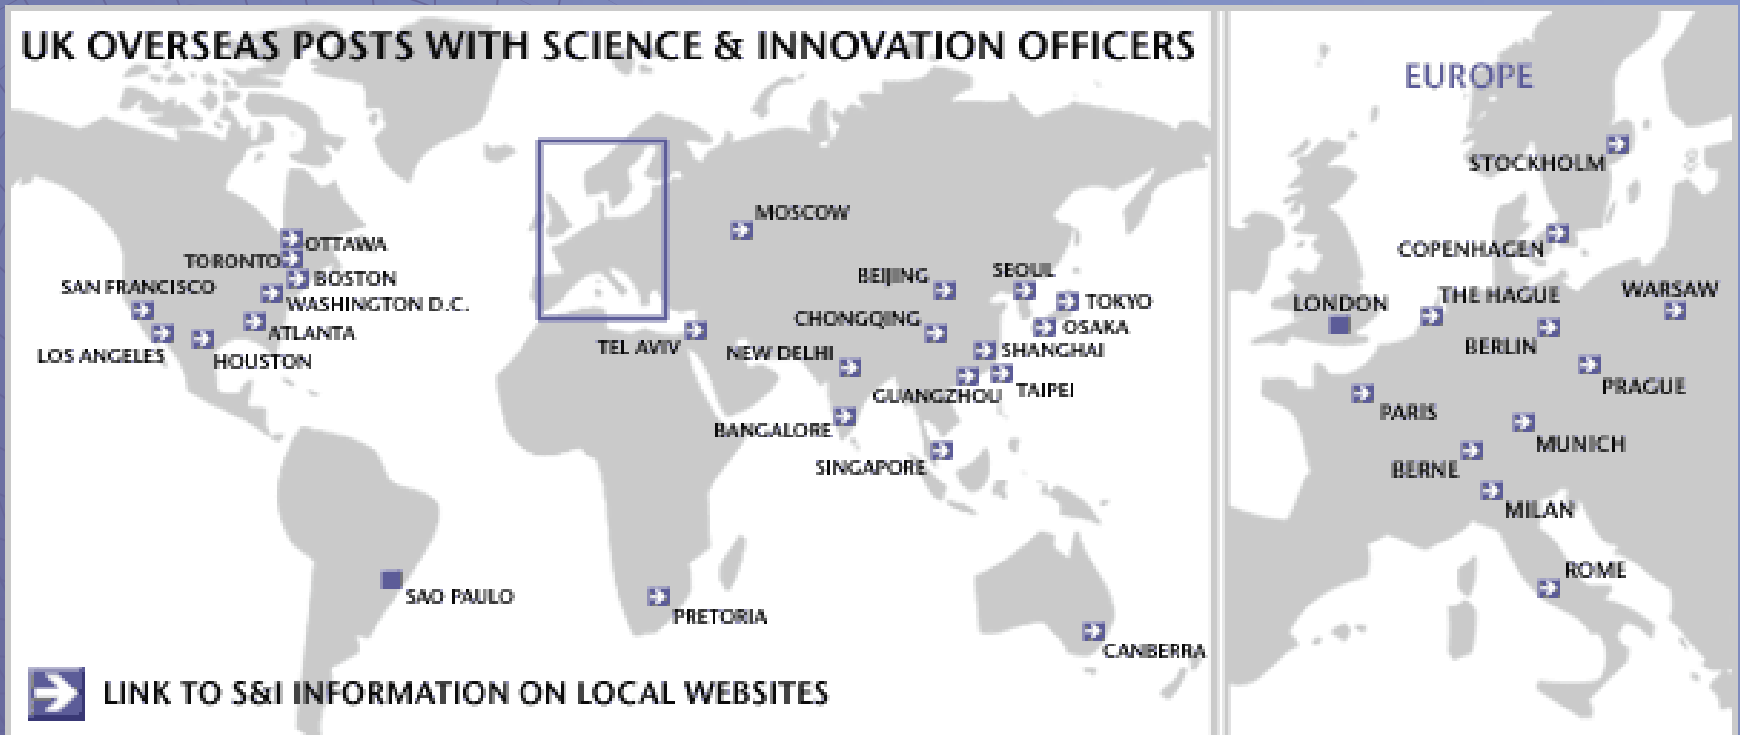 UK OVERSEAS POSTS WITH SCIENCE & INNOVATION OFFICERS
MOSCOW
OTTAWA
TORONTO
BOSTON
SAN FRANCISCO
WASHINGTON D.C.
ATLANTA
LOS ANGELES
HOUSTON
BEIJING
SEOUL
TOKYO
CHONGQING
OSAKA
TEL AVIV
NEW DELHI
SHANGHAI
GUANGZHOU
TAIPEI
BANGALORE
SINGAPORE
SAO PAULO
PRETORIA
CANBERRA
LINK TO S&I INFORMATION ON LOCAL WEBSITES
EUROPE
STOCKHOLM
COPENHAGEN
LONDON
THE HAGUE
WARSAW
BERLIN
PRAGUE
PARIS
MUNICH
BERNE
MILAN
ROME